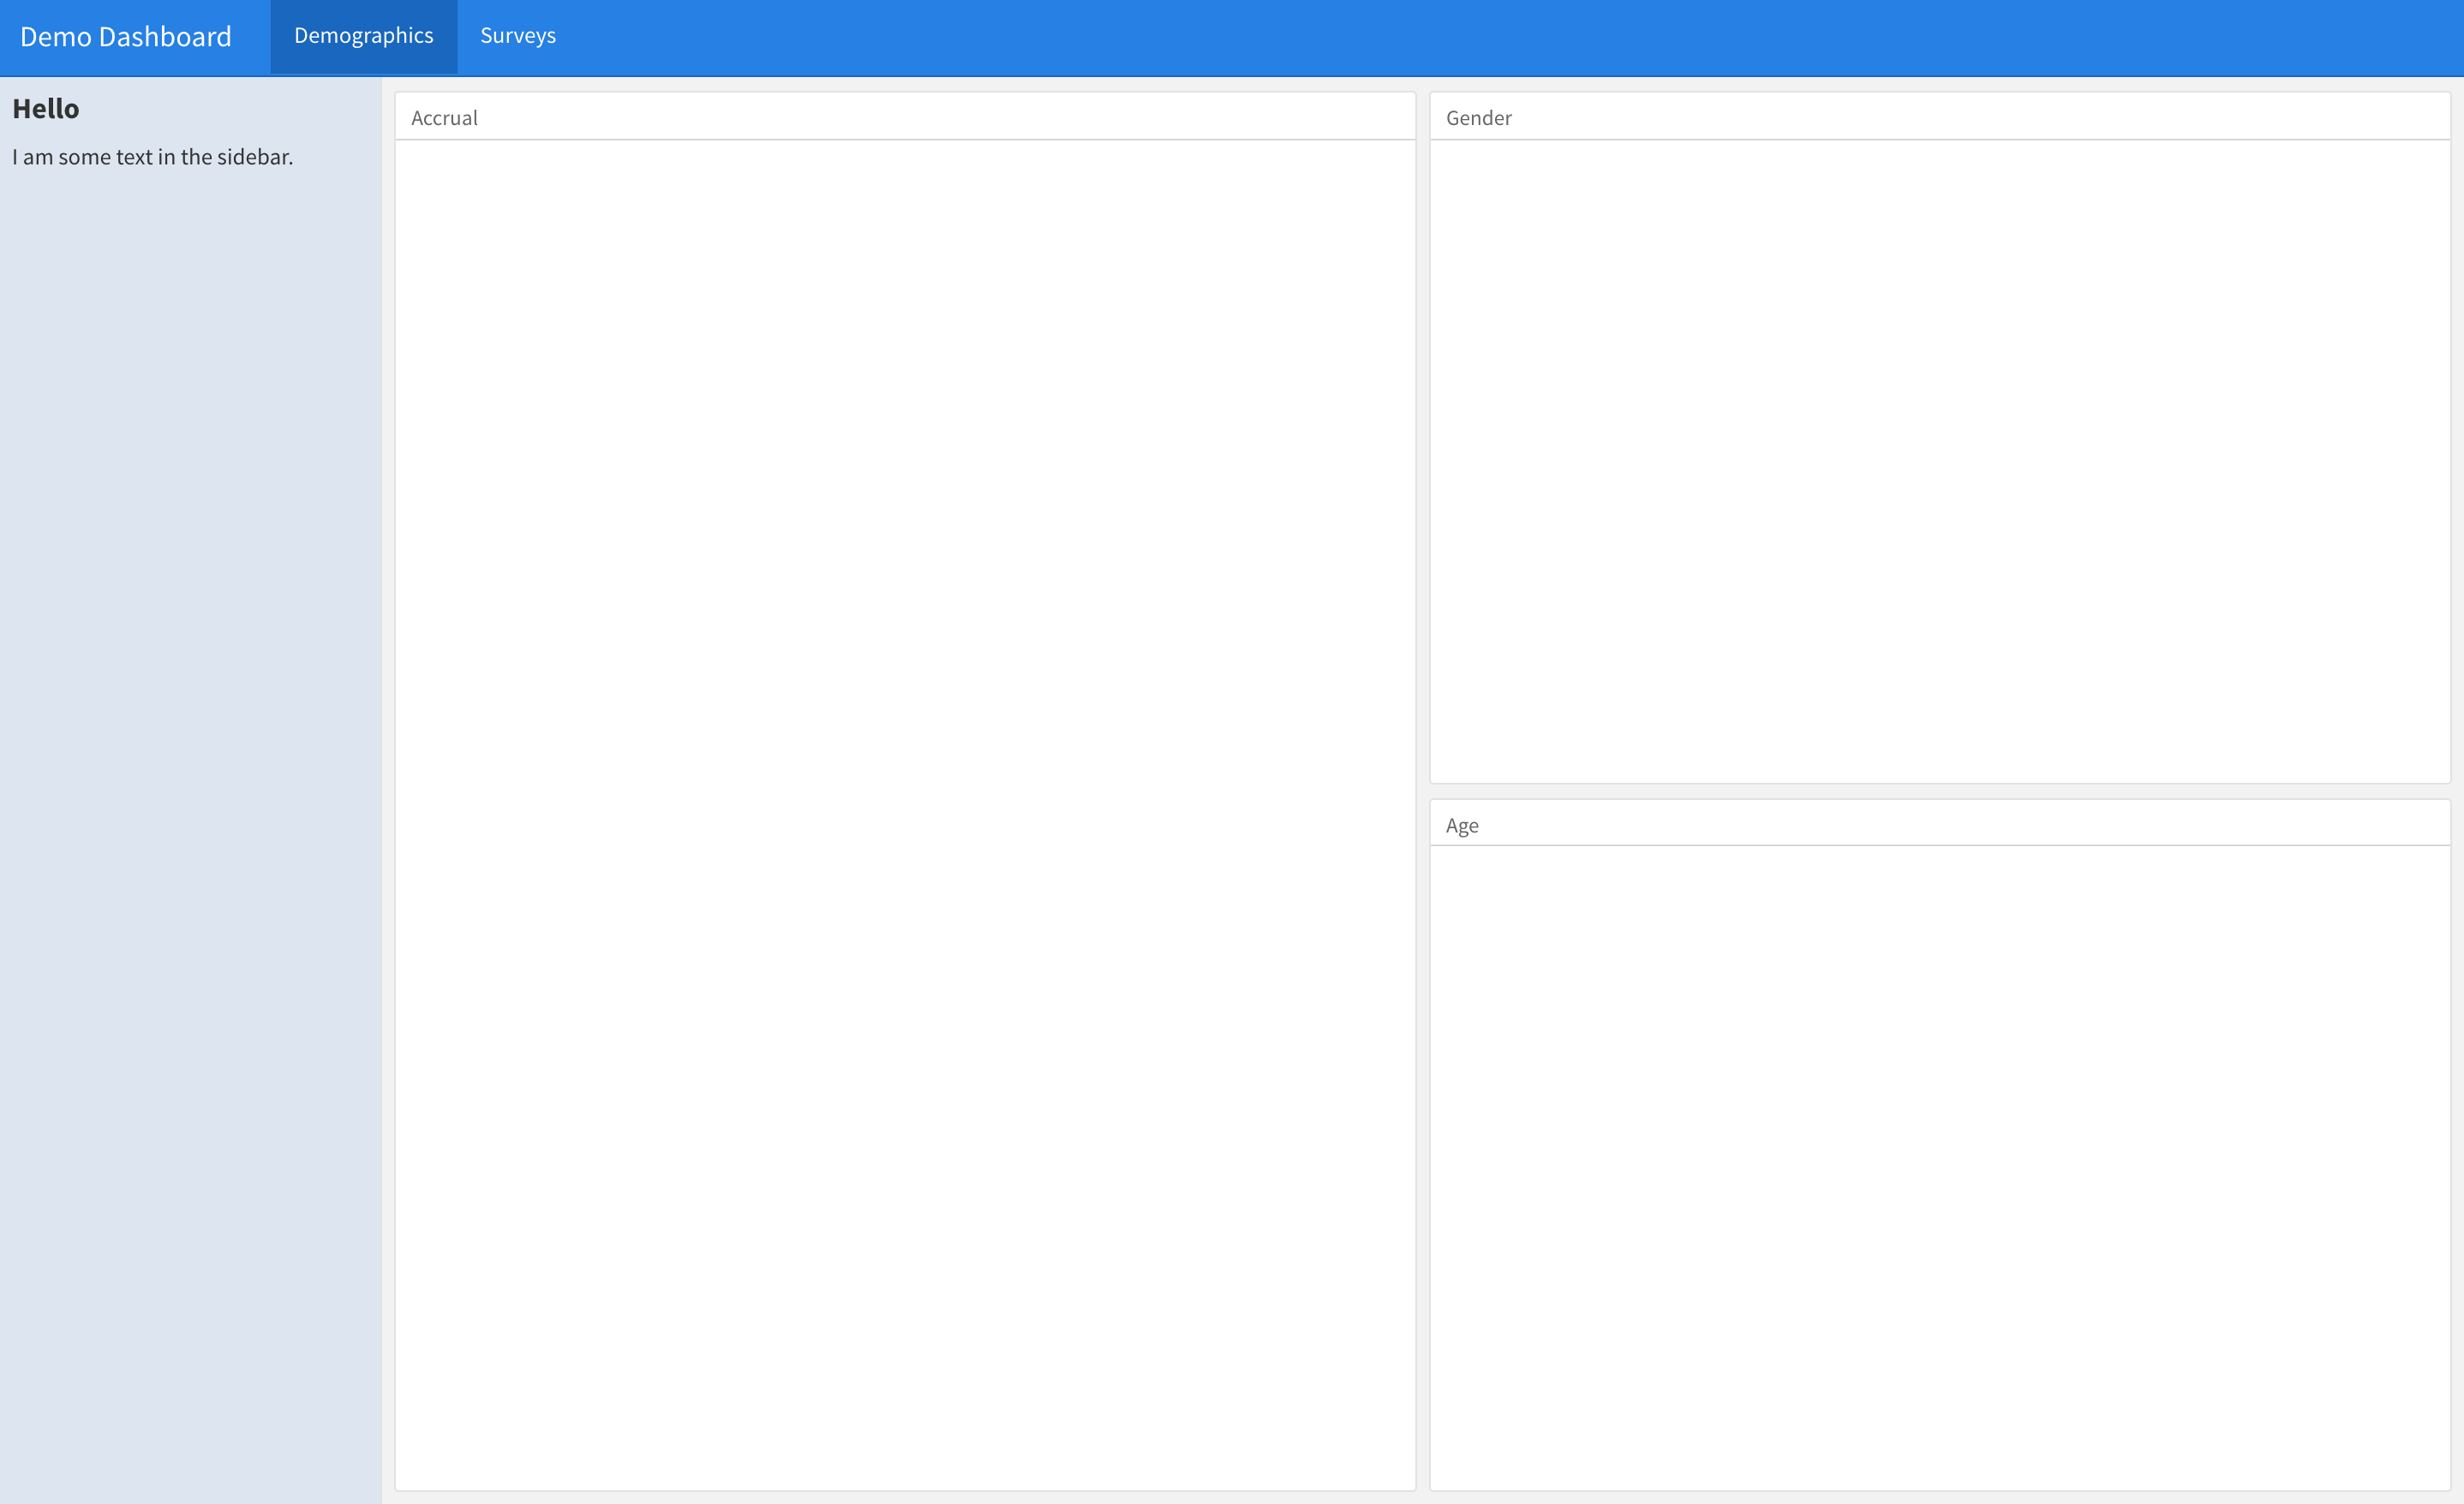 Demo Dashboard Demographics Surveys
Hello
I am some text in the sidebar.
Accrual
Gender
Age